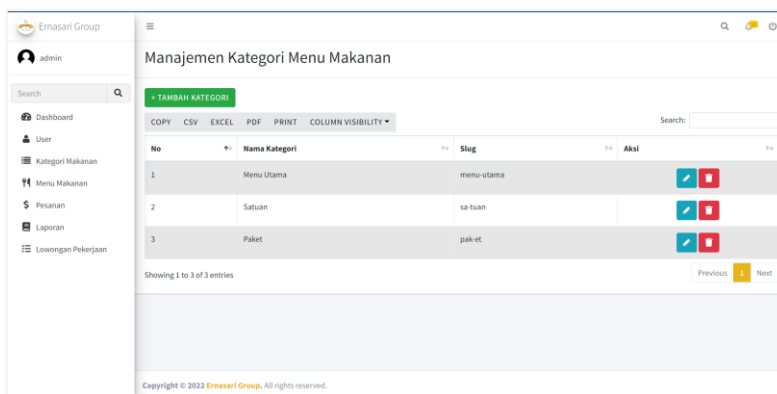 Ernasari Group
admin
Search
Dashboard
User
Kategori Makanan
Menu Makanan
Pesanan
Laporan
Lowongan Pekerjaan
Manajemen Kategori Menu Makanan
+ TAMBAH KATEGORI
COPY CSV EXCEL PDF PRINT COLUMN VISIBILITY
Search:
No Nama Kategori Slug Aksi
1 Menu Utama menu-utama
2 Satuan sa-tuan
3 Paket pak-et
Showing 1 to 3 of 3 entries
Previous 1 Next
Copyright © 2022 Ernasari Group. All rights reserved.